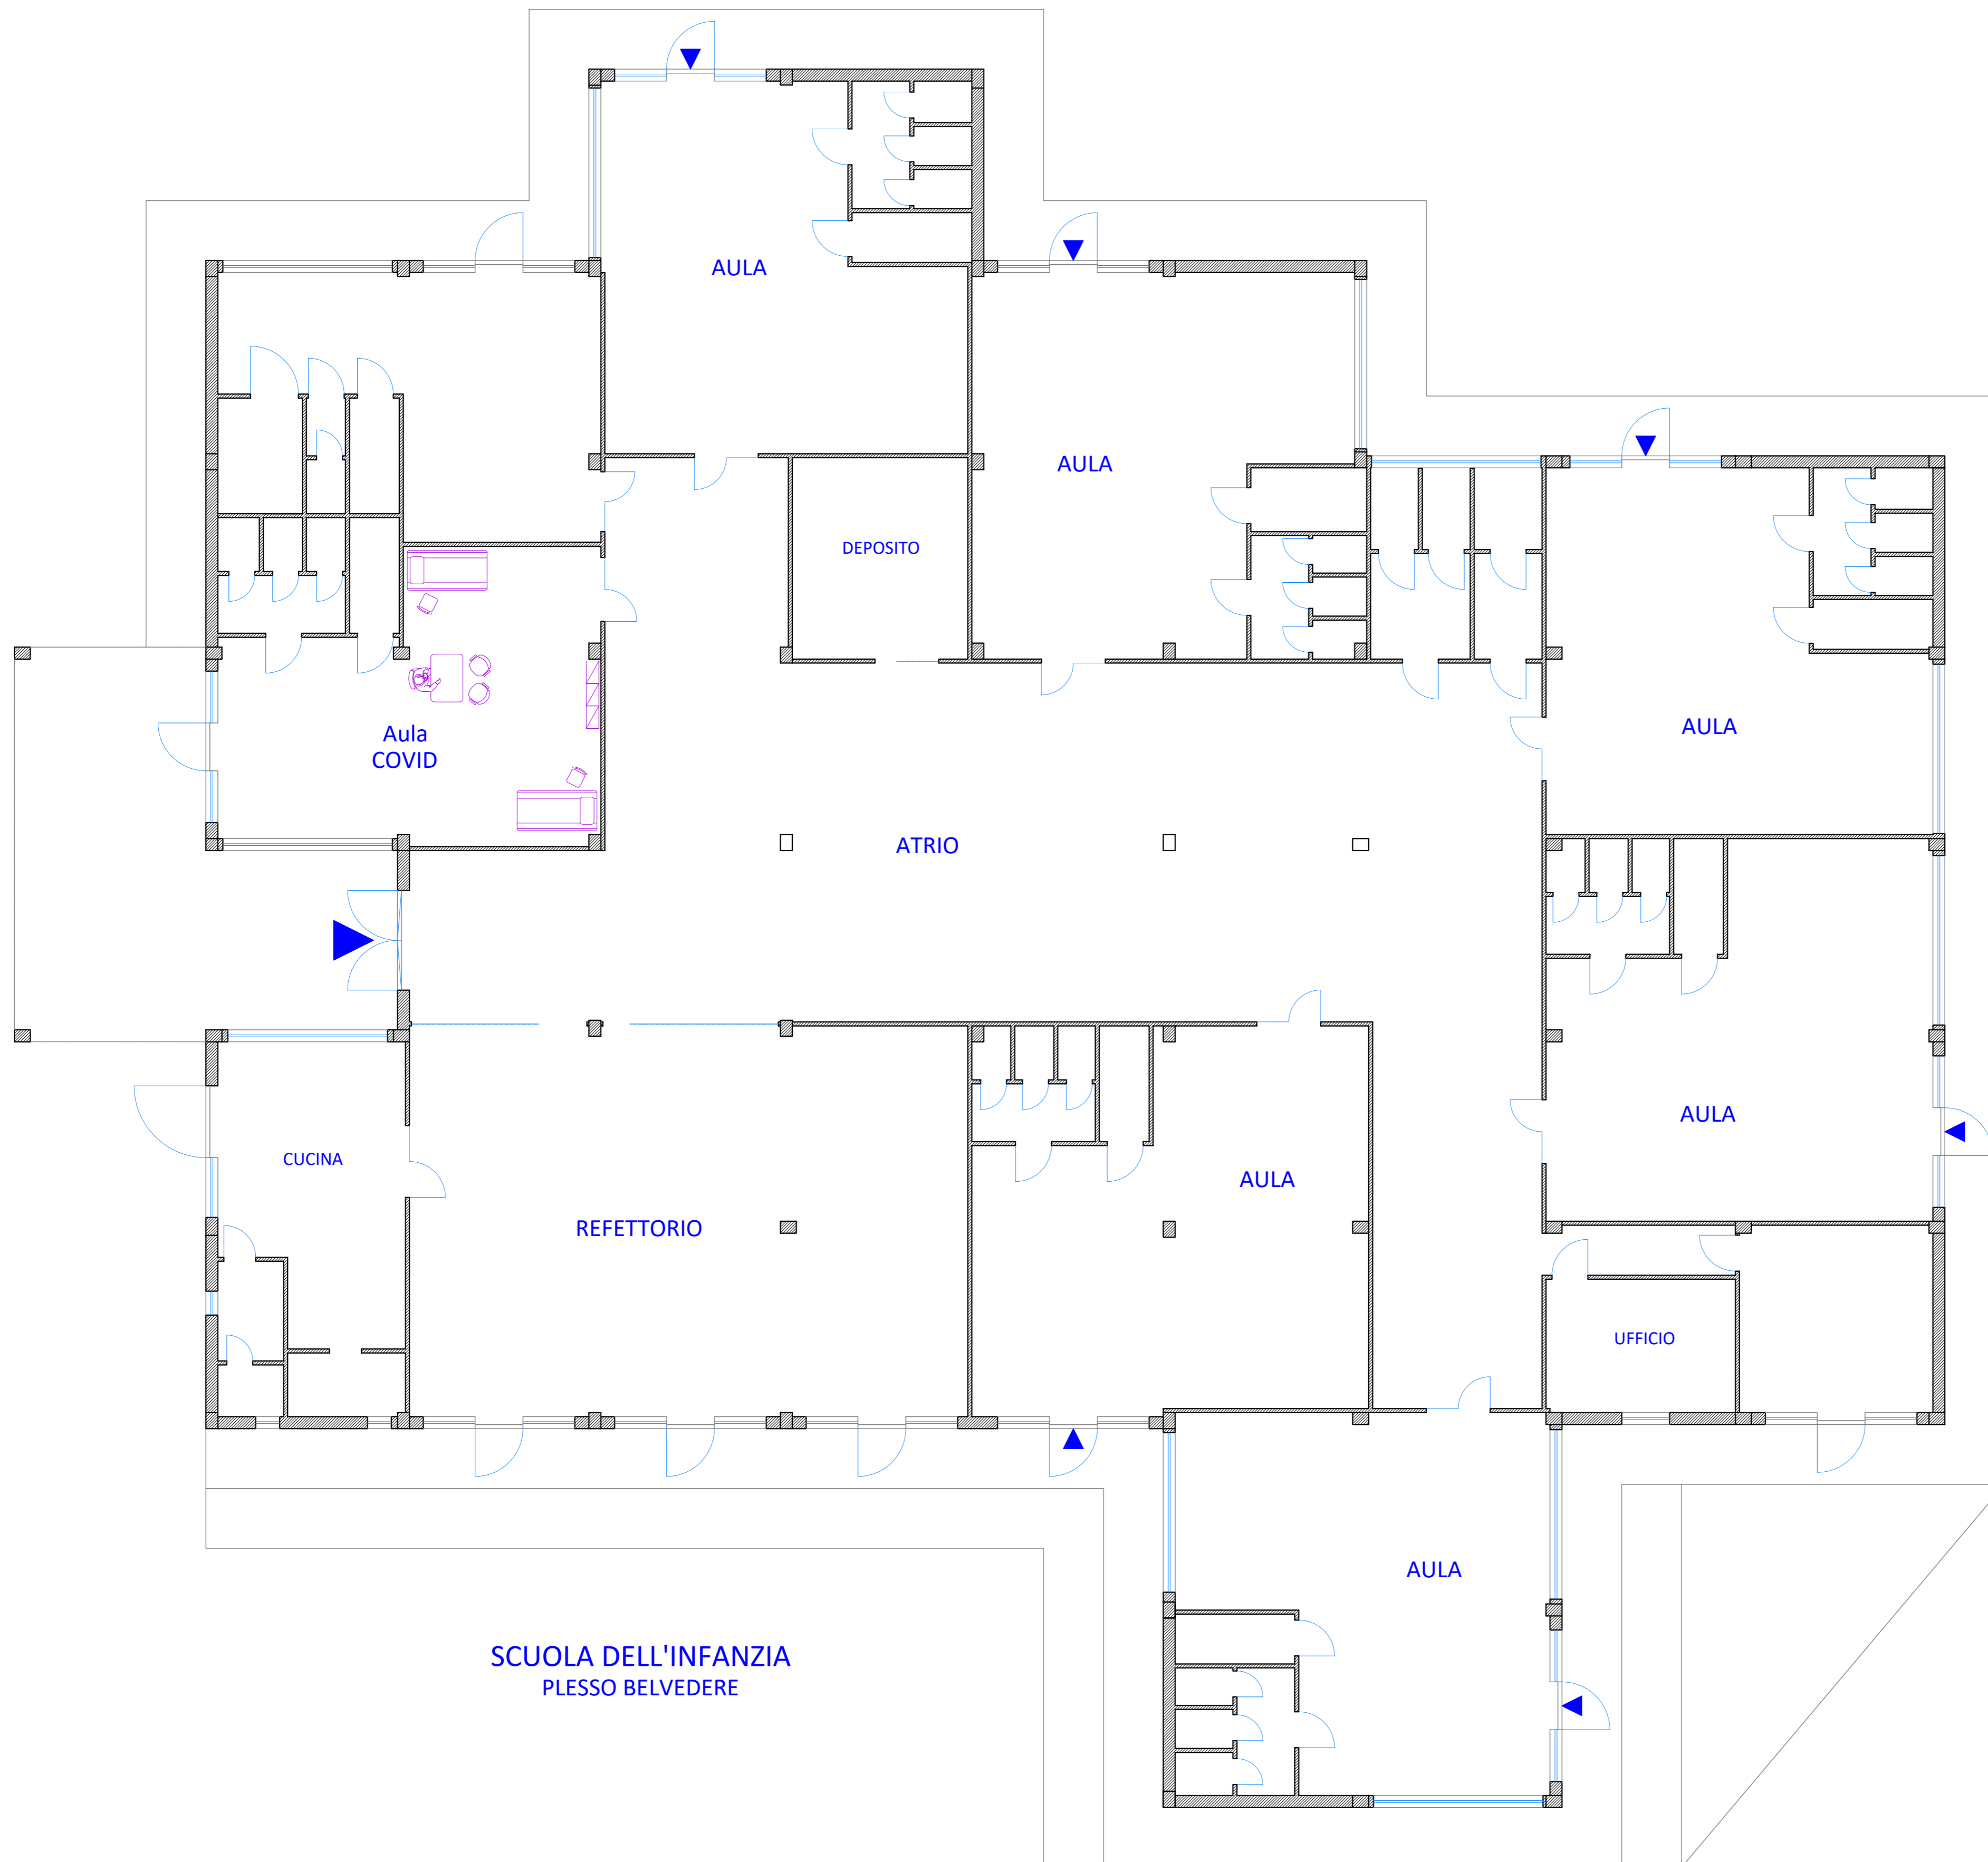 AULA
AULA
DEPOSITO
AULA
Aula
COVID
ATRIO
AULA
CUCINA
AULA
REFETTORIO
UFFICIO
AULA
SCUOLA DELL'INFANZIA
PLESSO BELVEDERE